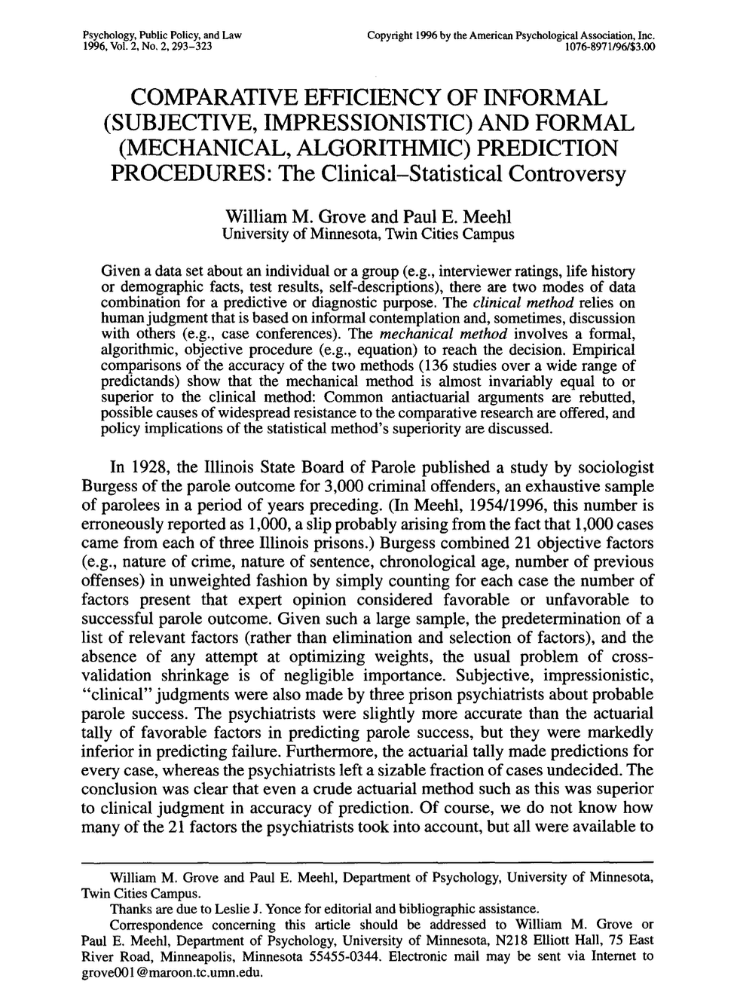 Psychology, Public Policy, and Law
1996, Vol. 2, No. 2, 293–323
Copyright 1996 by the American Psychological Association, Inc.
1076-8971/96/$3.00
COMPARATIVE EFFICIENCY OF INFORMAL
(SUBJECTIVE, IMPRESSIONISTIC) AND FORMAL
(MECHANICAL, ALGORITHMIC) PREDICTION
PROCEDURES: The Clinical–Statistical Controversy
William M. Grove and Paul E. Meehl
University of Minnesota, Twin Cities Campus
Given a data set about an individual or a group (e.g., interviewer ratings, life history
or demographic facts, test results, self-descriptions), there are two modes of data
combination for a predictive or diagnostic purpose. The clinical method relies on
human judgment that is based on informal contemplation and, sometimes, discussion
with others (e.g., case conferences). The mechanical method involves a formal,
algorithmic, objective procedure (e.g., equation) to reach the decision. Empirical
comparisons of the accuracy of the two methods (136 studies over a wide range of
predictands) show that the mechanical method is almost invariably equal to or
superior to the clinical method: Common antiactuarial arguments are rebutted,
possible causes of widespread resistance to the comparative research are offered, and
policy implications of the statistical method's superiority are discussed.
In 1928, the Illinois State Board of Parole published a study by sociologist
Burgess of the parole outcome for 3,000 criminal offenders, an exhaustive sample
of parolees in a period of years preceding. (In Meehl, 1954/1996, this number is
erroneously reported as 1,000, a slip probably arising from the fact that 1,000 cases
came from each of three Illinois prisons.) Burgess combined 21 objective factors
(e.g., nature of crime, nature of sentence, chronological age, number of previous
offenses) in unweighted fashion by simply counting for each case the number of
factors present that expert opinion considered favorable or unfavorable to
successful parole outcome. Given such a large sample, the predetermination of a
list of relevant factors (rather than elimination and selection of factors), and the
absence of any attempt at optimizing weights, the usual problem of cross-
validation shrinkage is of negligible importance. Subjective, impressionistic,
“clinical” judgments were also made by three prison psychiatrists about probable
parole success. The psychiatrists were slightly more accurate than the actuarial
tally of favorable factors in predicting parole success, but they were markedly
inferior in predicting failure. Furthermore, the actuarial tally made predictions for
every case, whereas the psychiatrists left a sizable fraction of cases undecided. The
conclusion was clear that even a crude actuarial method such as this was superior
to clinical judgment in accuracy of prediction. Of course, we do not know how
many of the 21 factors the psychiatrists took into account, but all were available to
William M. Grove and Paul E. Meehl, Department of Psychology, University of Minnesota,
Twin Cities Campus.
Thanks are due to Leslie J. Yonce for editorial and bibliographic assistance.
Correspondence concerning this article should be addressed to William M. Grove or
Paul E. Meehl, Department of Psychology, University of Minnesota, N218 Elliott Hall, 75 East
River Road, Minneapolis, Minnesota 55455-0344. Electronic mail may be sent via Internet to
grove001@maroon.tc.umn.edu.